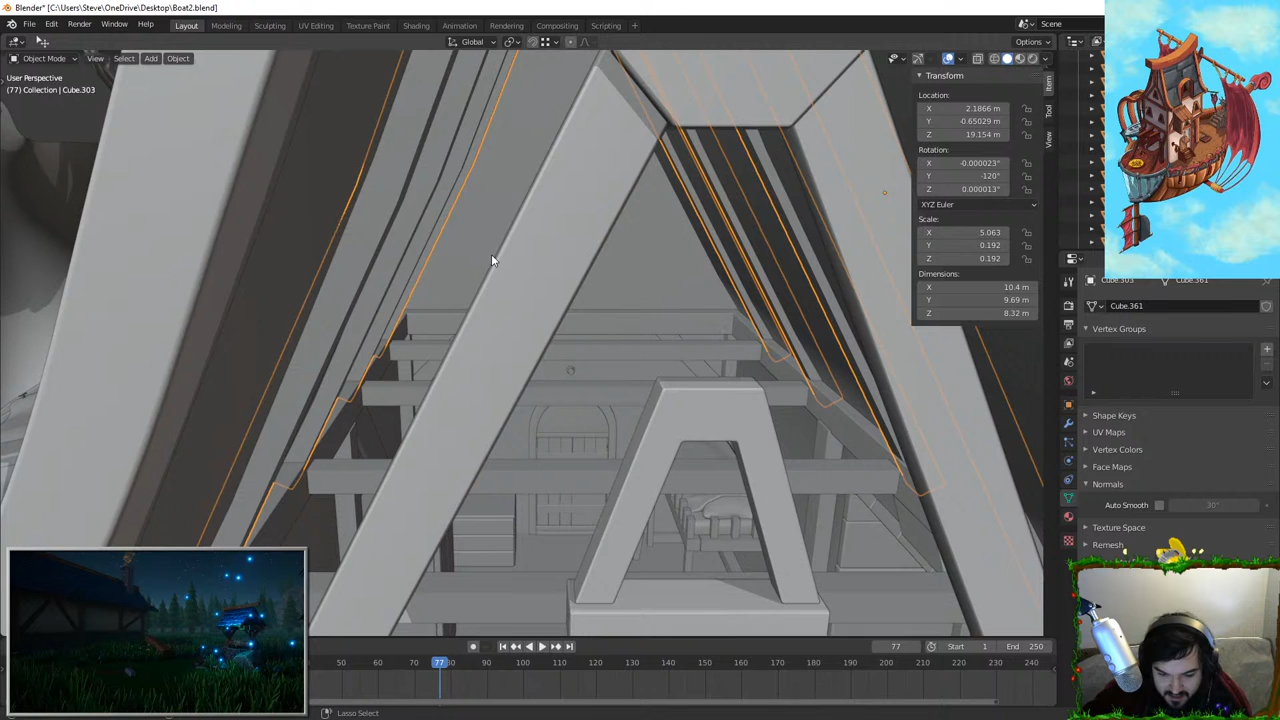 Blender* [C:\Users\Steve\OneDrive\Desktop\Boat2.blend]
File Edit Render Window Help Layout Modeling Sculpting UV Editing Texture Paint Shading Animation Rendering Compositing Scripting Scene
Global Options
Object Mode View Select Add Object
User Perspective
(77) Collection | Cube.303
Transform
Location:
X 2.1866 m
Y -0.65029 m
Z 19.154 m
Rotation:
X -0.000023°
Y -120°
Z 0.000013°
XYZ Euler
Scale:
X 5.063
Y 0.192
Z 0.192
Dimensions:
X 10.4 m
Y 9.69 m
Z 8.32 m
Item
Tool
View
Cube.303 Cube.361
Cube.361
Vertex Groups
Shape Keys
UV Maps
Vertex Colors
Face Maps
Normals
Auto Smooth 30°
Texture Space
Remesh
77 Start 1 End 250
50 60 70 77 80 90 100 110 120 130 140 150 160 170 180 190 200 210 220 230 240
Lasso Select